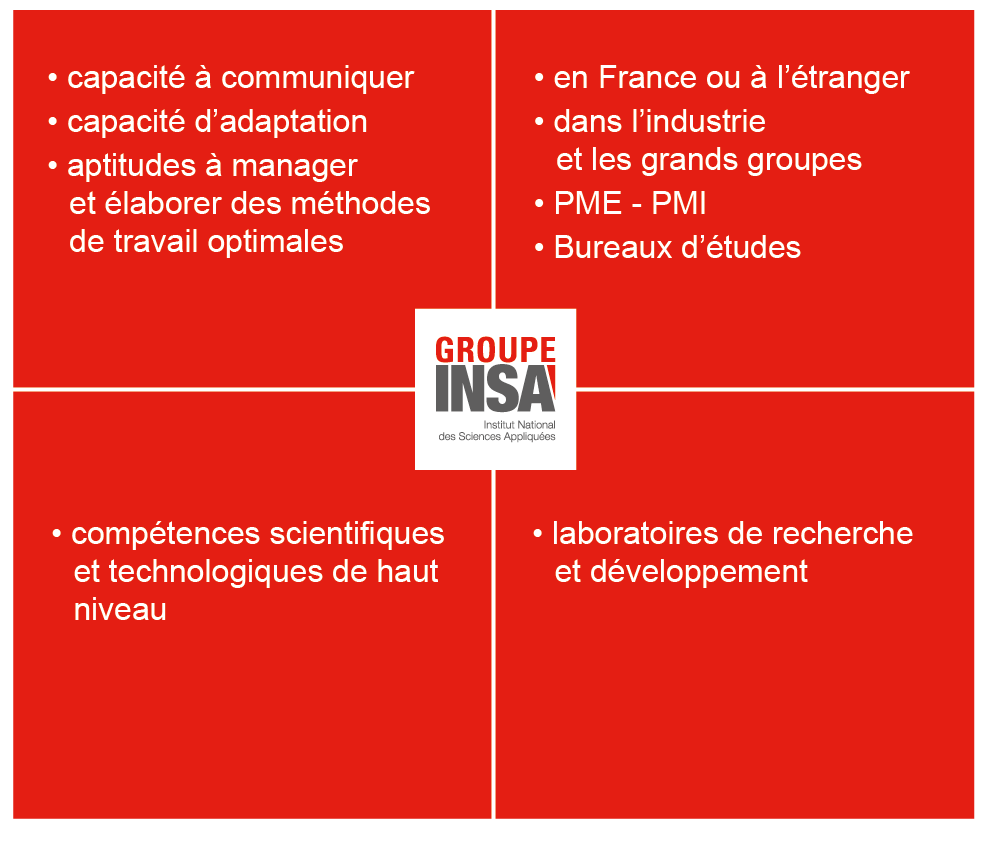 • capacité à communiquer
• capacité d’adaptation
• aptitudes à manager
et élaborer des méthodes
de travail optimales
• en France ou à l’étranger
• dans l’industrie
et les grands groupes
• PME - PMI
• Bureaux d’études
GROUPE
INSA
Institut National
des Sciences Appliquées
• compétences scientifiques
et technologiques de haut
niveau
• laboratoires de recherche
et développement